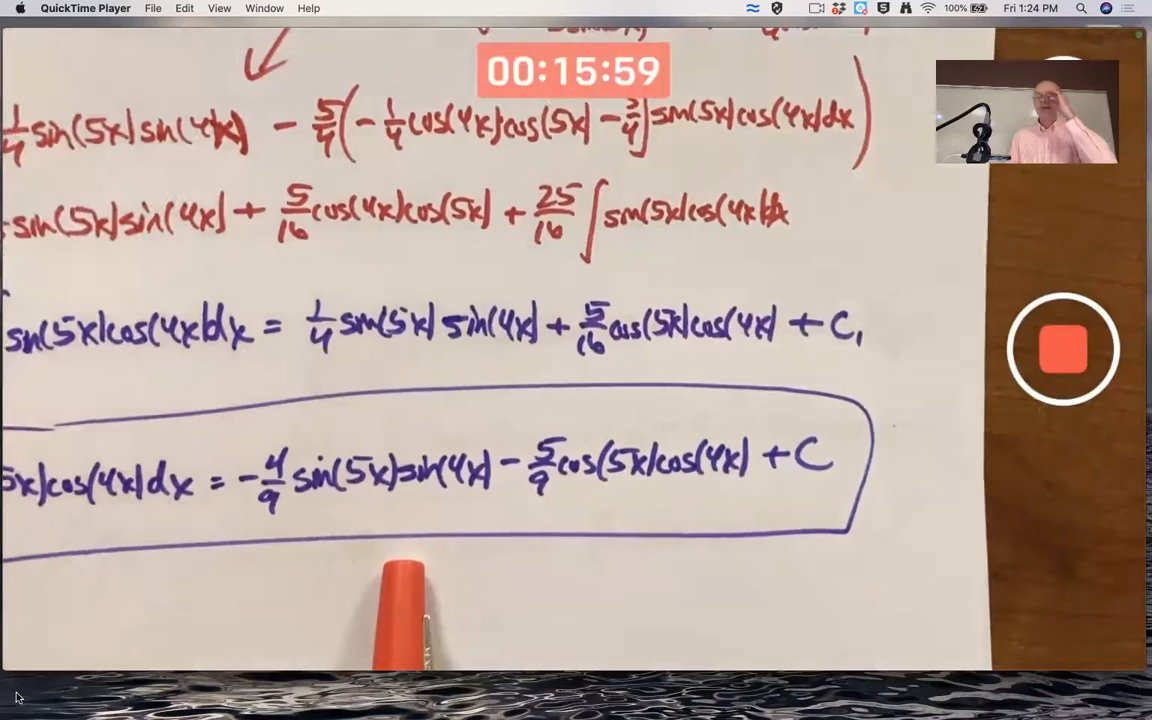 QuickTime Player File Edit View Window Help 100% Fri 1:24 PM
00:15:59
1/4 sin(5x) sin(4x) - 5/4 ( - 1/4 cos(4x) cos(5x) - ∫ sin(5x) cos(4x) dx )
sin(5x) sin(4x) + 5/16 cos(4x) cos(5x) + 25/16 ∫ sin(5x) cos(4x) dx
sin(5x) cos(4x) dx = 1/4 sin(5x) sin(4x) + 5/16 cos(5x) cos(4x) + C₁
5x) cos(4x) dx = - 4/9 sin(5x) sin(4x) - 5/9 cos(5x) cos(4x) + C